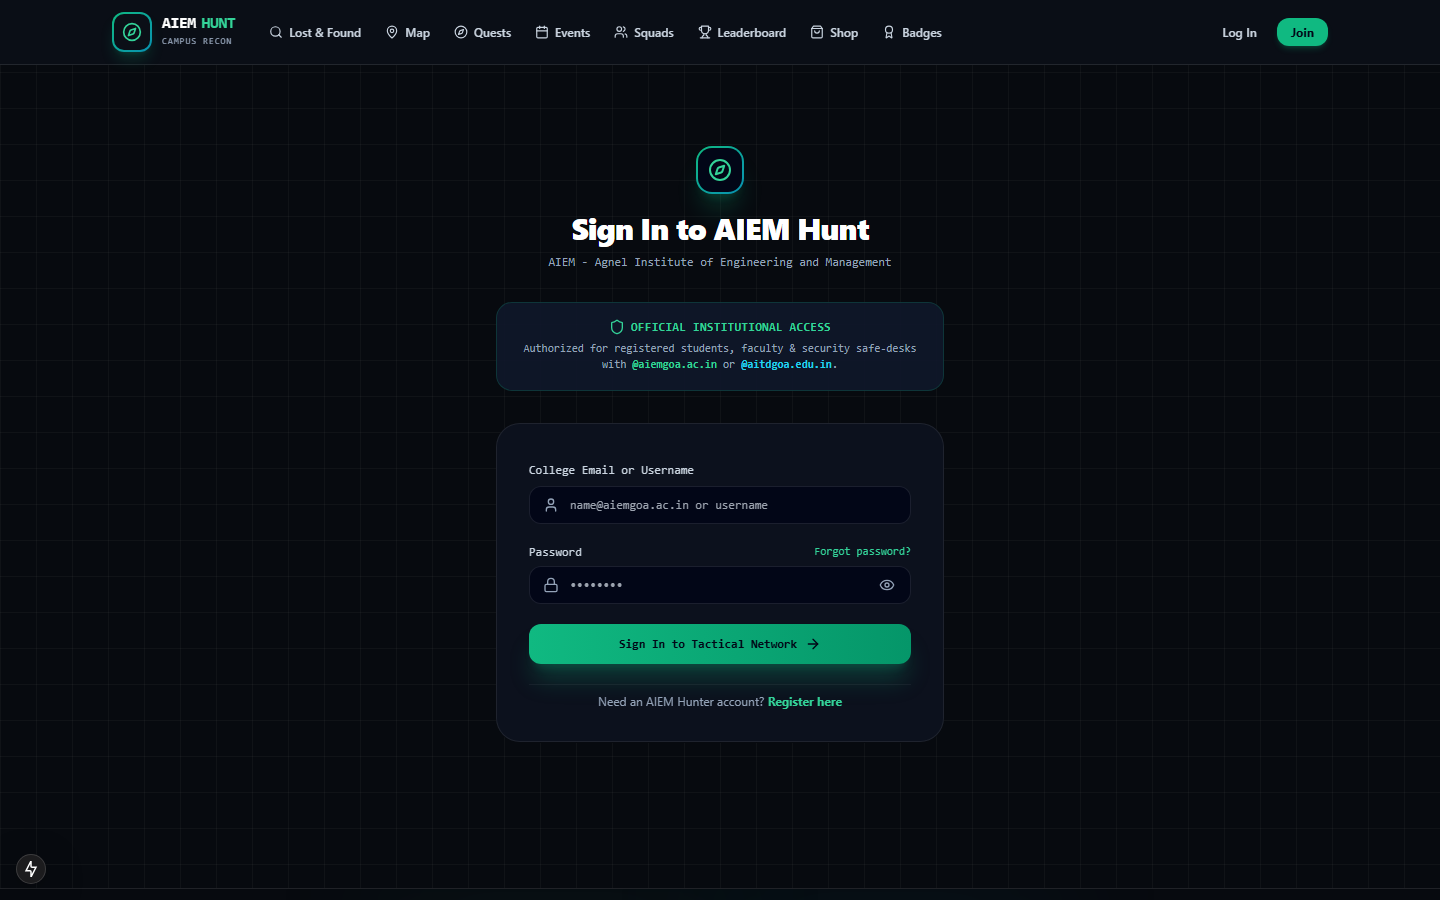 AIEM HUNT
CAMPUS RECON
Lost & Found
Map
Quests
Events
Squads
Leaderboard
Shop
Badges
Log In
Join
Sign In to AIEM Hunt
AIEM - Agnel Institute of Engineering and Management
OFFICIAL INSTITUTIONAL ACCESS
Authorized for registered students, faculty & security safe-desks
with @aiemgoa.ac.in or @aitdgoa.edu.in.
College Email or Username
name@aiemgoa.ac.in or username
Password
Forgot password?
••••••••
Sign In to Tactical Network
Need an AIEM Hunter account? Register here